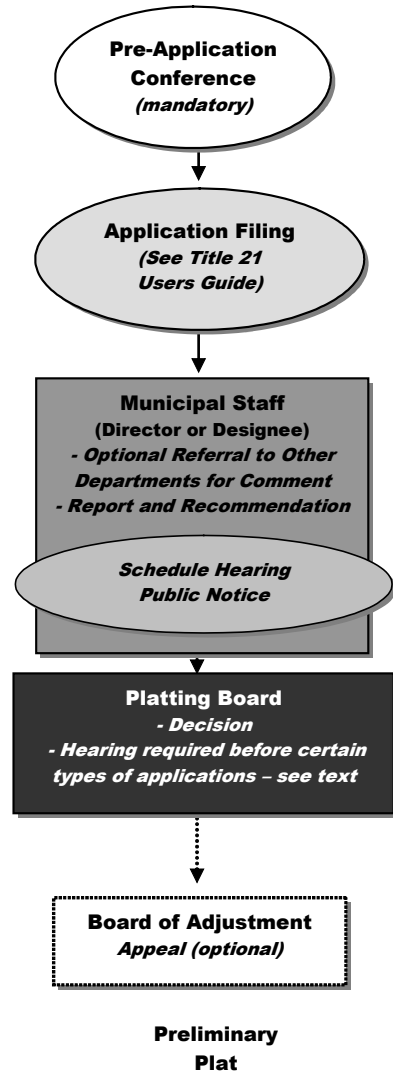 Pre-Application
Conference
(mandatory)
Application Filing
(See Title 21
Users Guide)
Municipal Staff
(Director or Designee)
- Optional Referral to Other
Departments for Comment
- Report and Recommendation
Schedule Hearing
Public Notice
Platting Board
- Decision
- Hearing required before certain
types of applications – see text
Board of Adjustment
Appeal (optional)
Preliminary
Plat